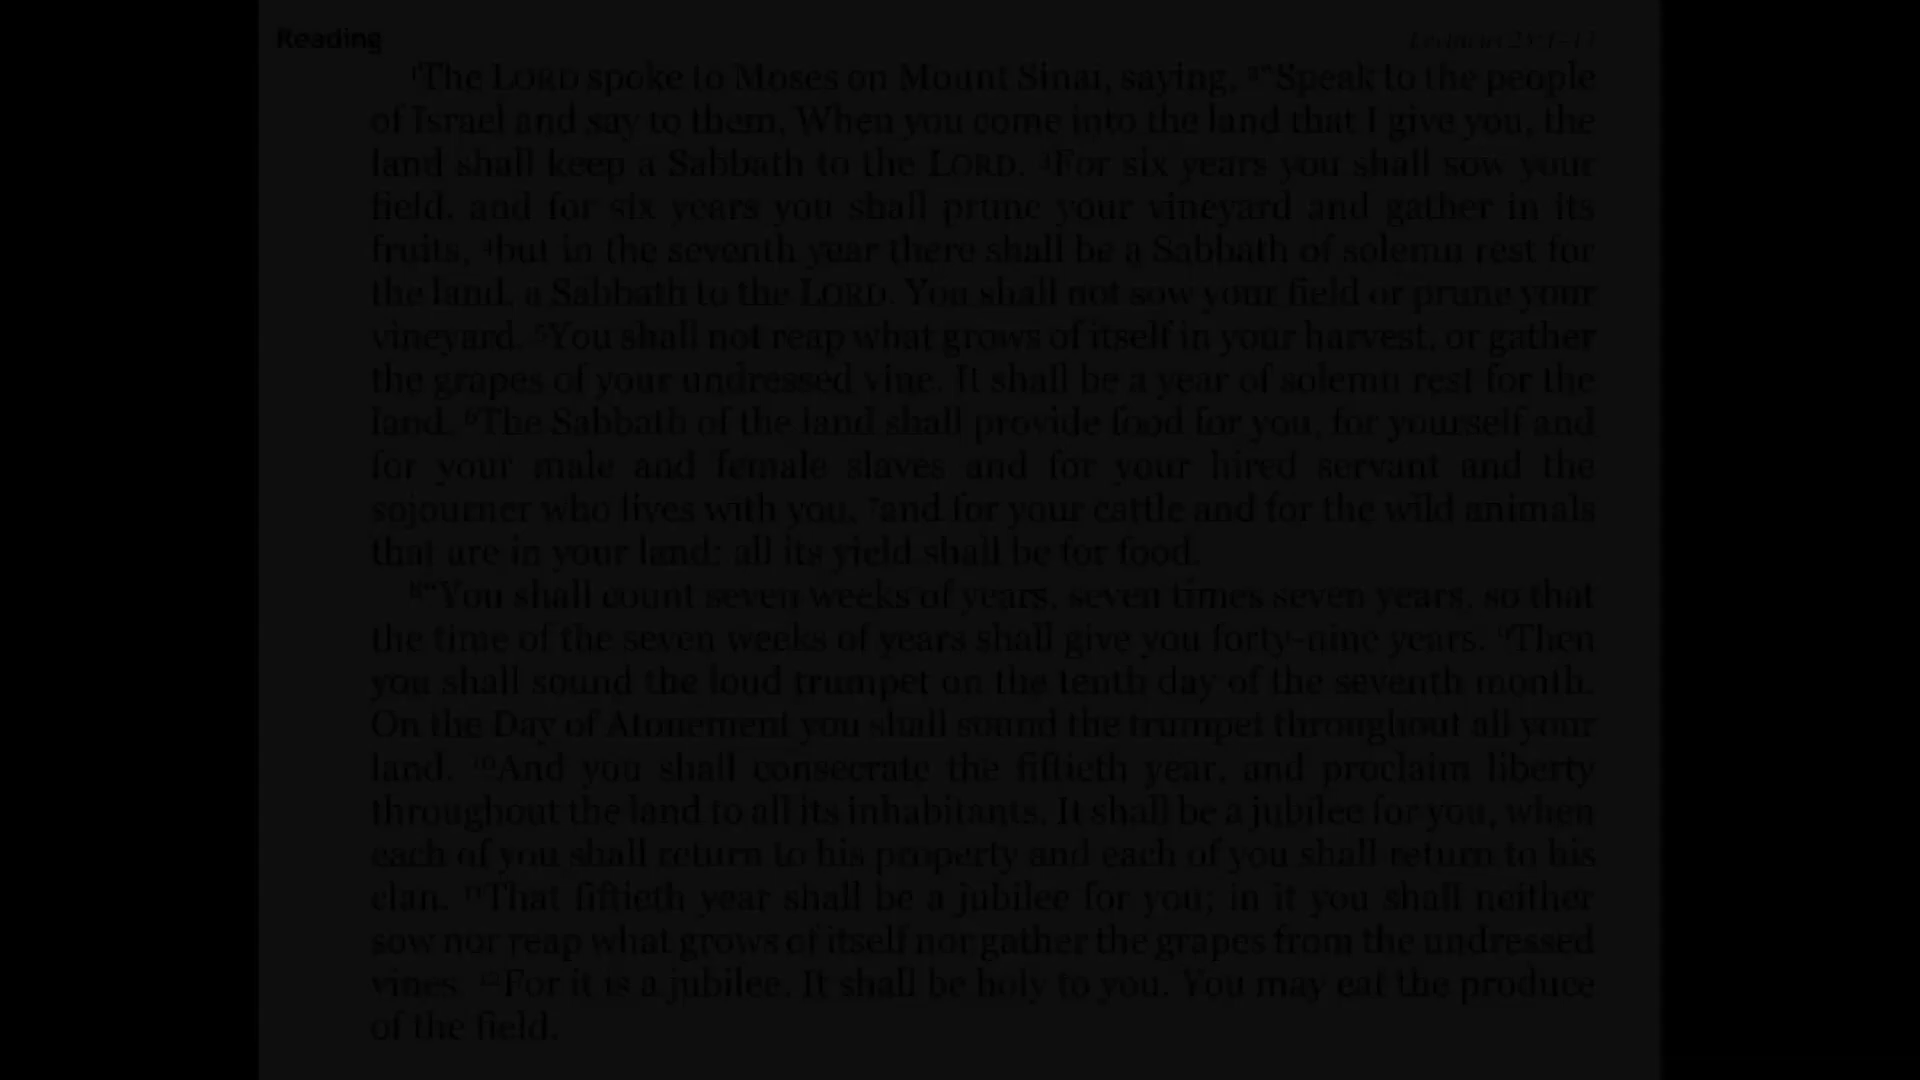 Reading Leviticus 25:1–12
¹The LORD spoke to Moses on Mount Sinai, saying, ²“Speak to the people
of Israel and say to them, When you come into the land that I give you, the
land shall keep a Sabbath to the LORD. ³For six years you shall sow your
field, and for six years you shall prune your vineyard and gather in its
fruits, ⁴but in the seventh year there shall be a Sabbath of solemn rest for
the land, a Sabbath to the LORD. You shall not sow your field or prune your
vineyard. ⁵You shall not reap what grows of itself in your harvest, or gather
the grapes of your undressed vine. It shall be a year of solemn rest for the
land. ⁶The Sabbath of the land shall provide food for you, for yourself and
for your male and female slaves and for your hired servant and the
sojourner who lives with you, ⁷and for your cattle and for the wild animals
that are in your land: all its yield shall be for food.
⁸“You shall count seven weeks of years, seven times seven years, so that
the time of the seven weeks of years shall give you forty-nine years. ⁹Then
you shall sound the loud trumpet on the tenth day of the seventh month.
On the Day of Atonement you shall sound the trumpet throughout all your
land. ¹⁰And you shall consecrate the fiftieth year, and proclaim liberty
throughout the land to all its inhabitants. It shall be a jubilee for you, when
each of you shall return to his property and each of you shall return to his
clan. ¹¹That fiftieth year shall be a jubilee for you; in it you shall neither
sow nor reap what grows of itself nor gather the grapes from the undressed
vines. ¹²For it is a jubilee. It shall be holy to you. You may eat the produce
of the field.